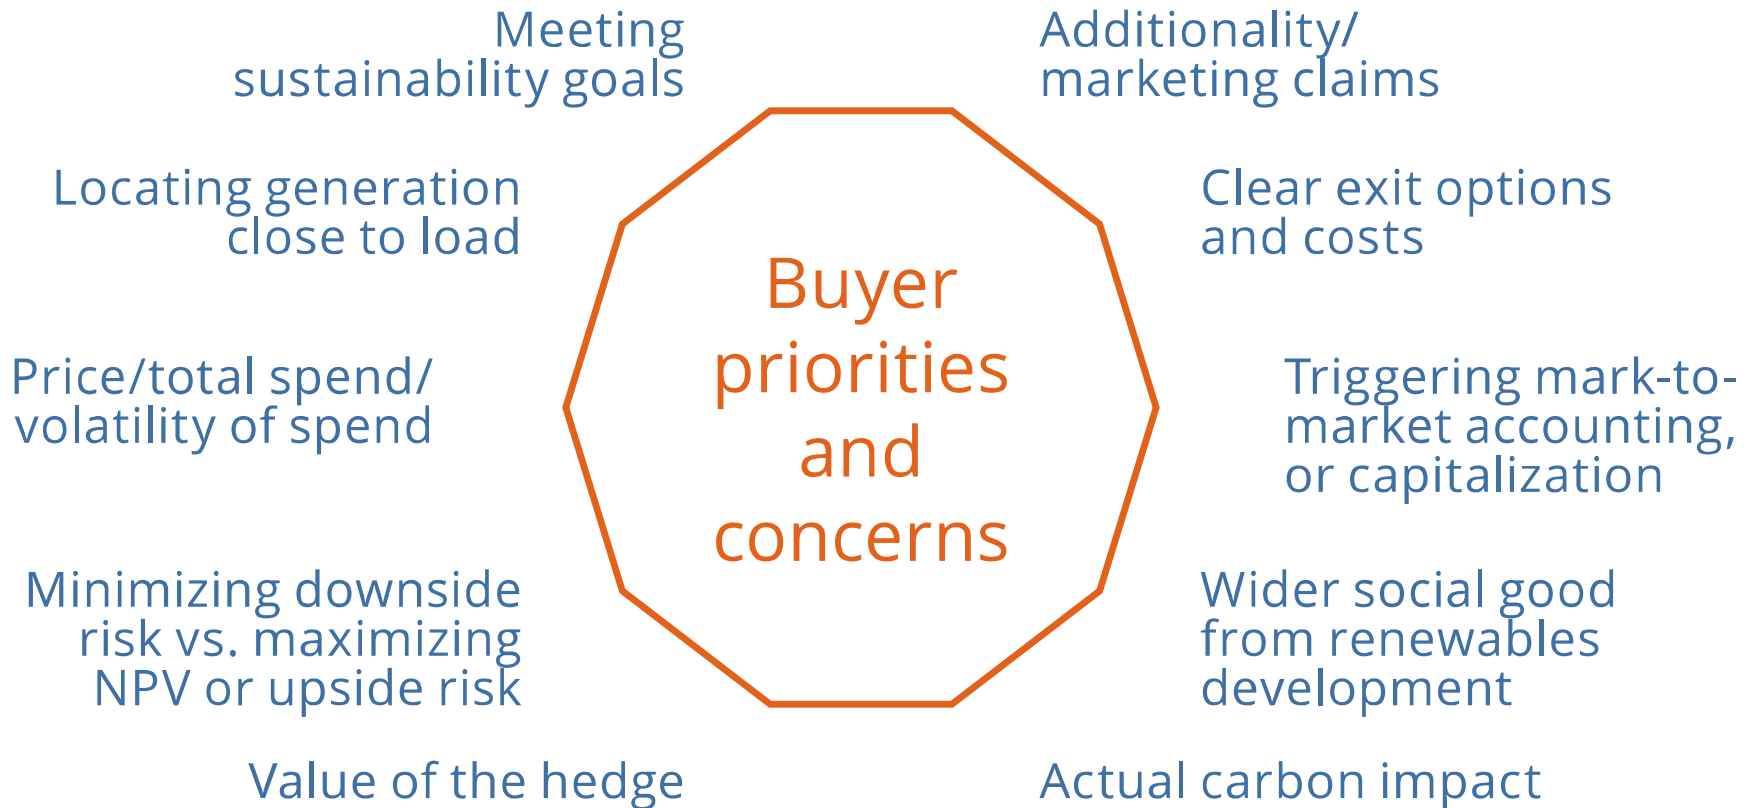 Meeting
sustainability goals
Additionality/
marketing claims
Locating generation
close to load
Clear exit options
and costs
Buyer
priorities
and
concerns
Price/total spend/
volatility of spend
Triggering mark-to-
market accounting,
or capitalization
Minimizing downside
risk vs. maximizing
NPV or upside risk
Wider social good
from renewables
development
Value of the hedge
Actual carbon impact